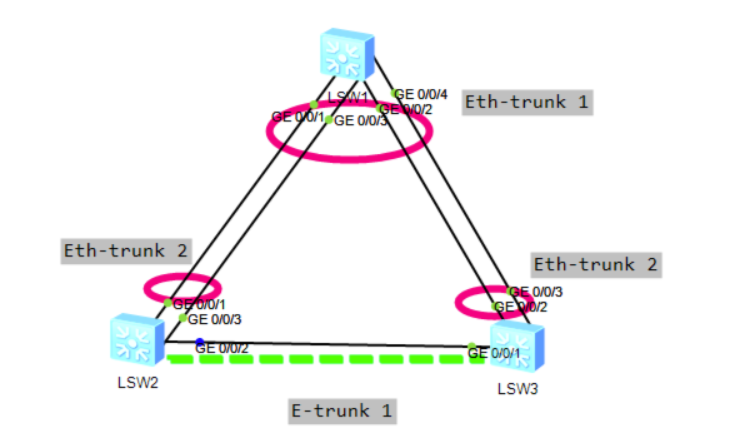 LSW1
GE 0/0/4
Eth-trunk 1
GE 0/0/2
GE 0/0/1
GE 0/0/3
Eth-trunk 2
Eth-trunk 2
GE 0/0/3
GE 0/0/1
GE 0/0/2
GE 0/0/3
GE 0/0/2
GE 0/0/1
LSW2
LSW3
E-trunk 1